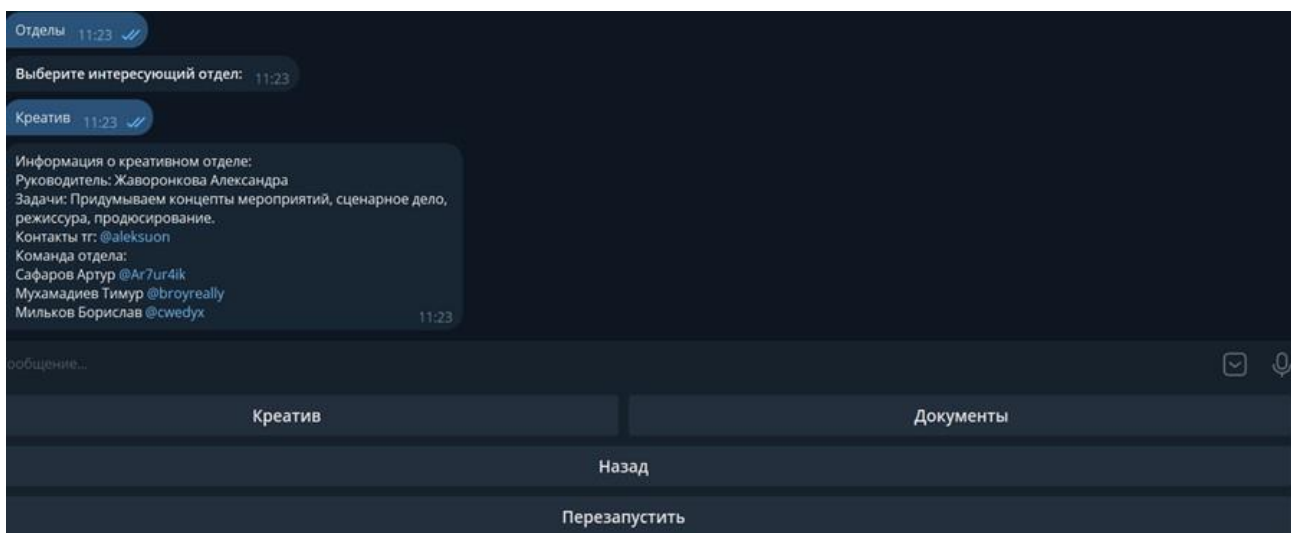 Отделы 11:23
Выберите интересующий отдел: 11:23
Креатив 11:23
Информация о креативном отделе:
Руководитель: Жаворонкова Александра
Задачи: Придумываем концепты мероприятий, сценарное дело,
режиссура, продюсирование.
Контакты тг: @aleksuon
Команда отдела:
Сафаров Артур @Ar7ur4ik
Мухамадиев Тимур @broyreally
Мильков Борислав @cwedyx
11:23
ообщение...
Креатив Документы
Назад
Перезапустить